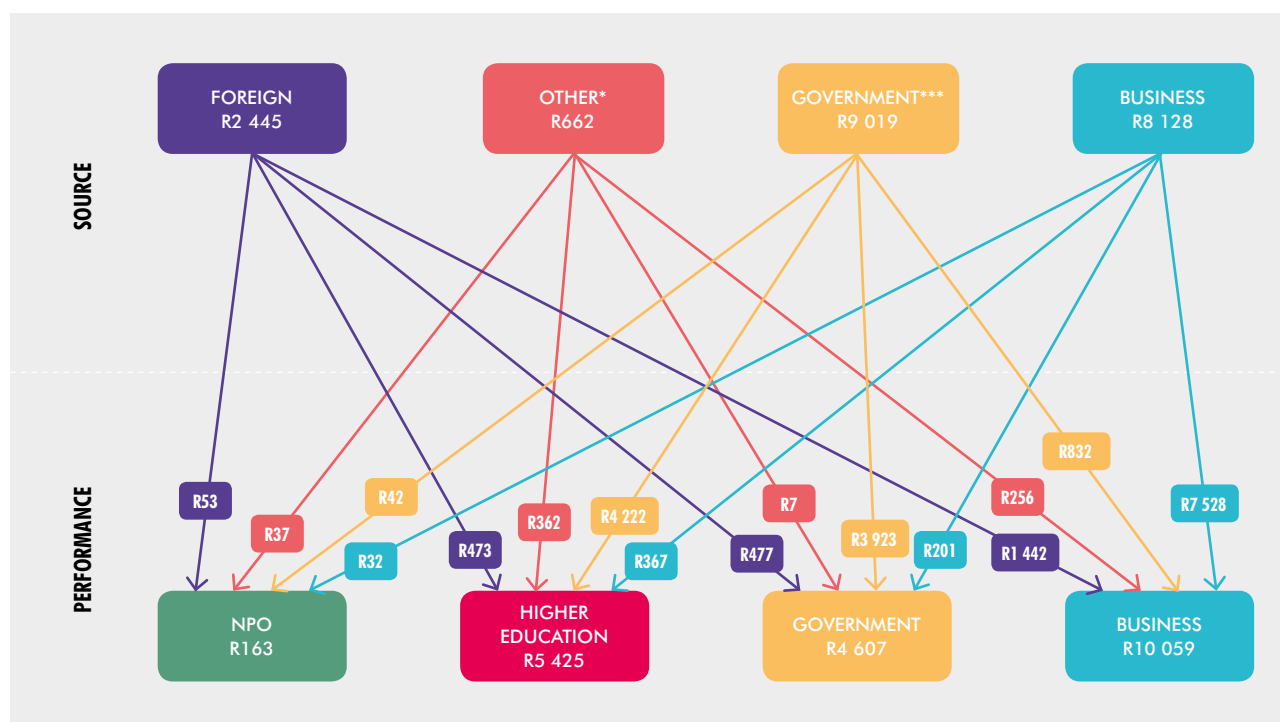 FOREIGN
R2 445
OTHER*
R662
GOVERNMENT***
R9 019
BUSINESS
R8 128
SOURCE
PERFORMANCE
R53
R37
R42
R32
R473
R362
R4 222
R367
R477
R7
R3 923
R201
R1 442
R256
R832
R7 528
NPO
R163
HIGHER
EDUCATION
R5 425
GOVERNMENT
R4 607
BUSINESS
R10 059